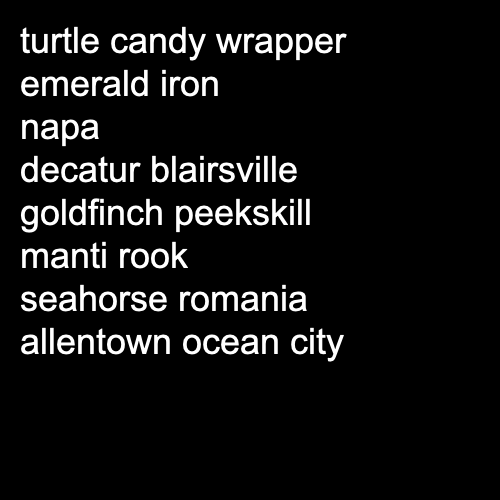 turtle candy wrapper
emerald iron
napa
decatur blairsville
goldfinch peekskill
manti rook
seahorse romania
allentown ocean city